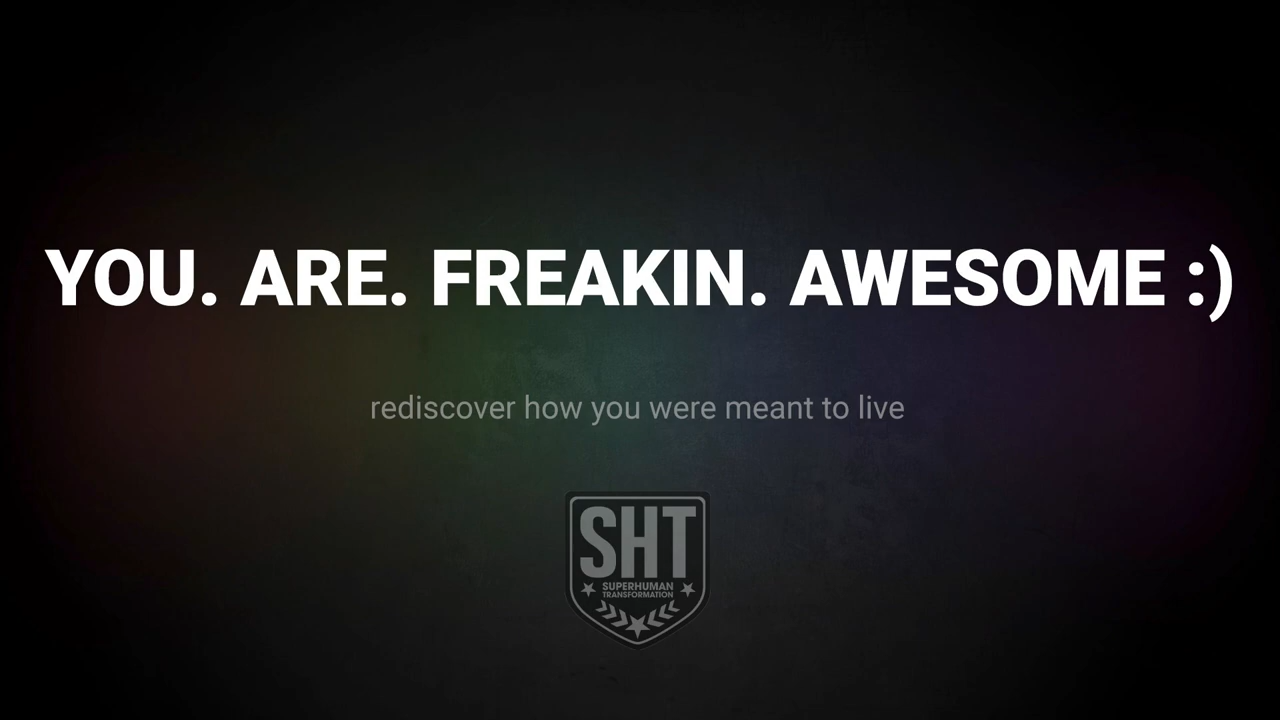 YOU. ARE. FREAKIN. AWESOME :)
rediscover how you were meant to live
SHT
SUPERHUMAN
TRANSFORMATION